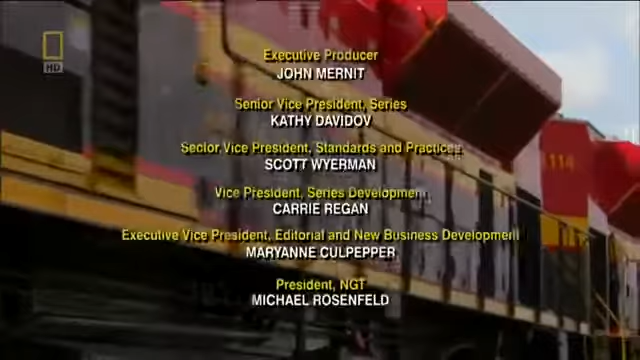 HD
Executive Producer
JOHN MERNIT
Senior Vice President, Series
KATHY DAVIDOV
Senior Vice President, Standards and Practices
SCOTT WYERMAN
Vice President, Series Development
CARRIE REGAN
Executive Vice President, Editorial and New Business Development
MARYANNE CULPEPPER
President, NGT
MICHAEL ROSENFELD
114